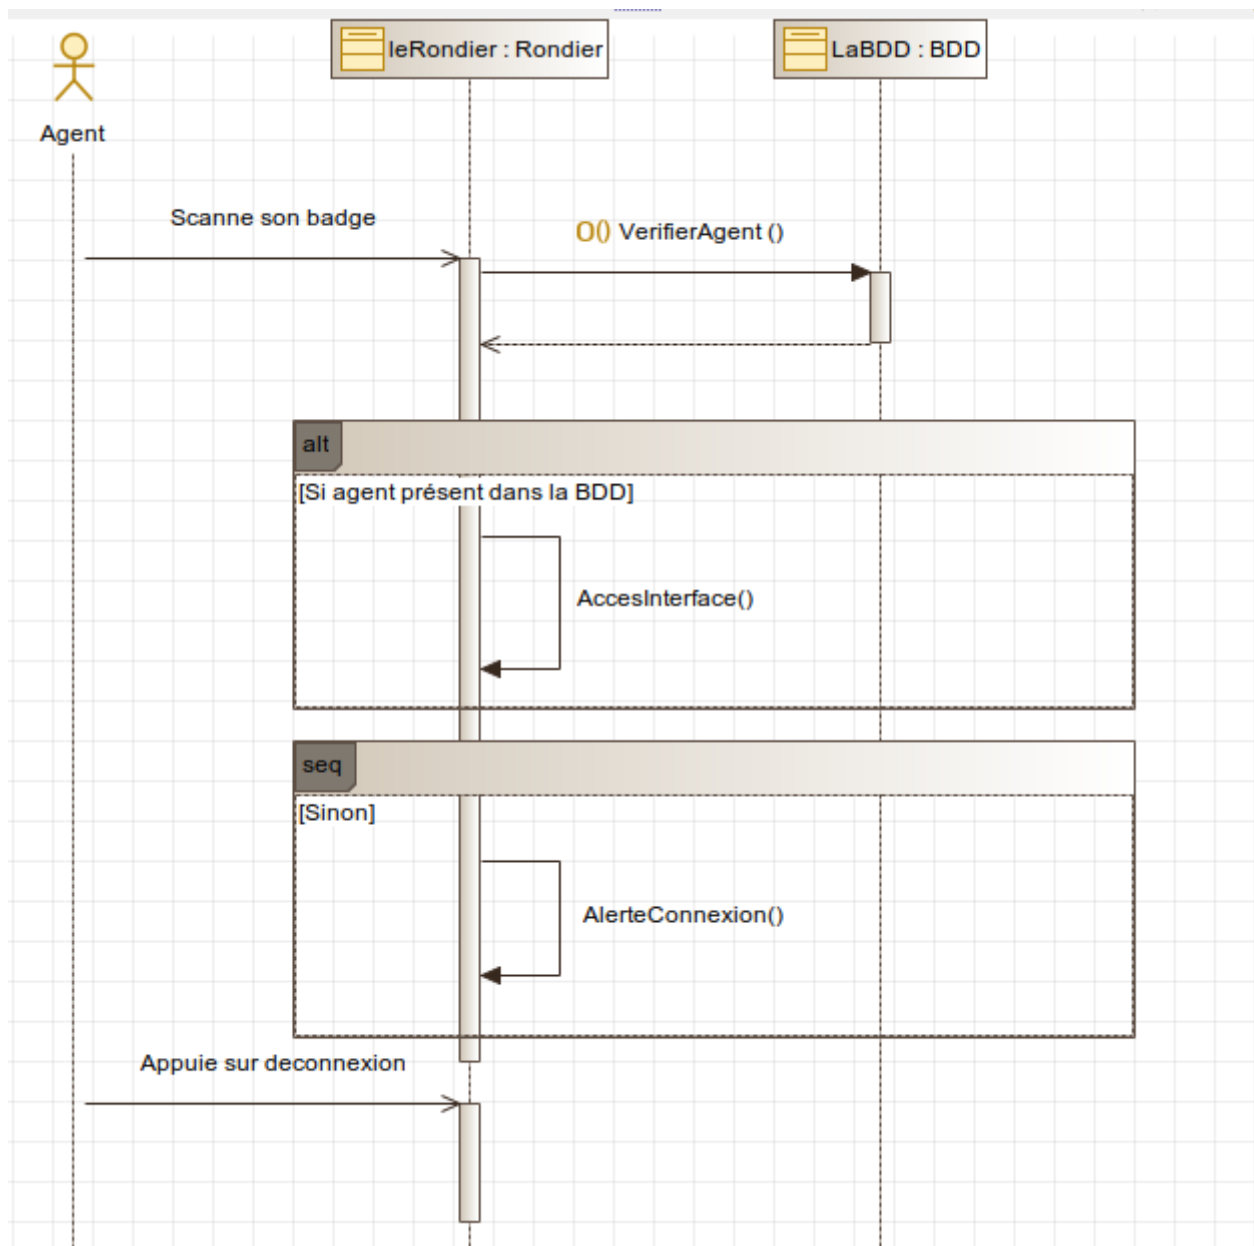 leRondier : Rondier
LaBDD : BDD
Agent
Scanne son badge
O() VerifierAgent ()
alt
[Si agent présent dans la BDD]
AccesInterface()
seq
[Sinon]
AlerteConnexion()
Appuie sur deconnexion